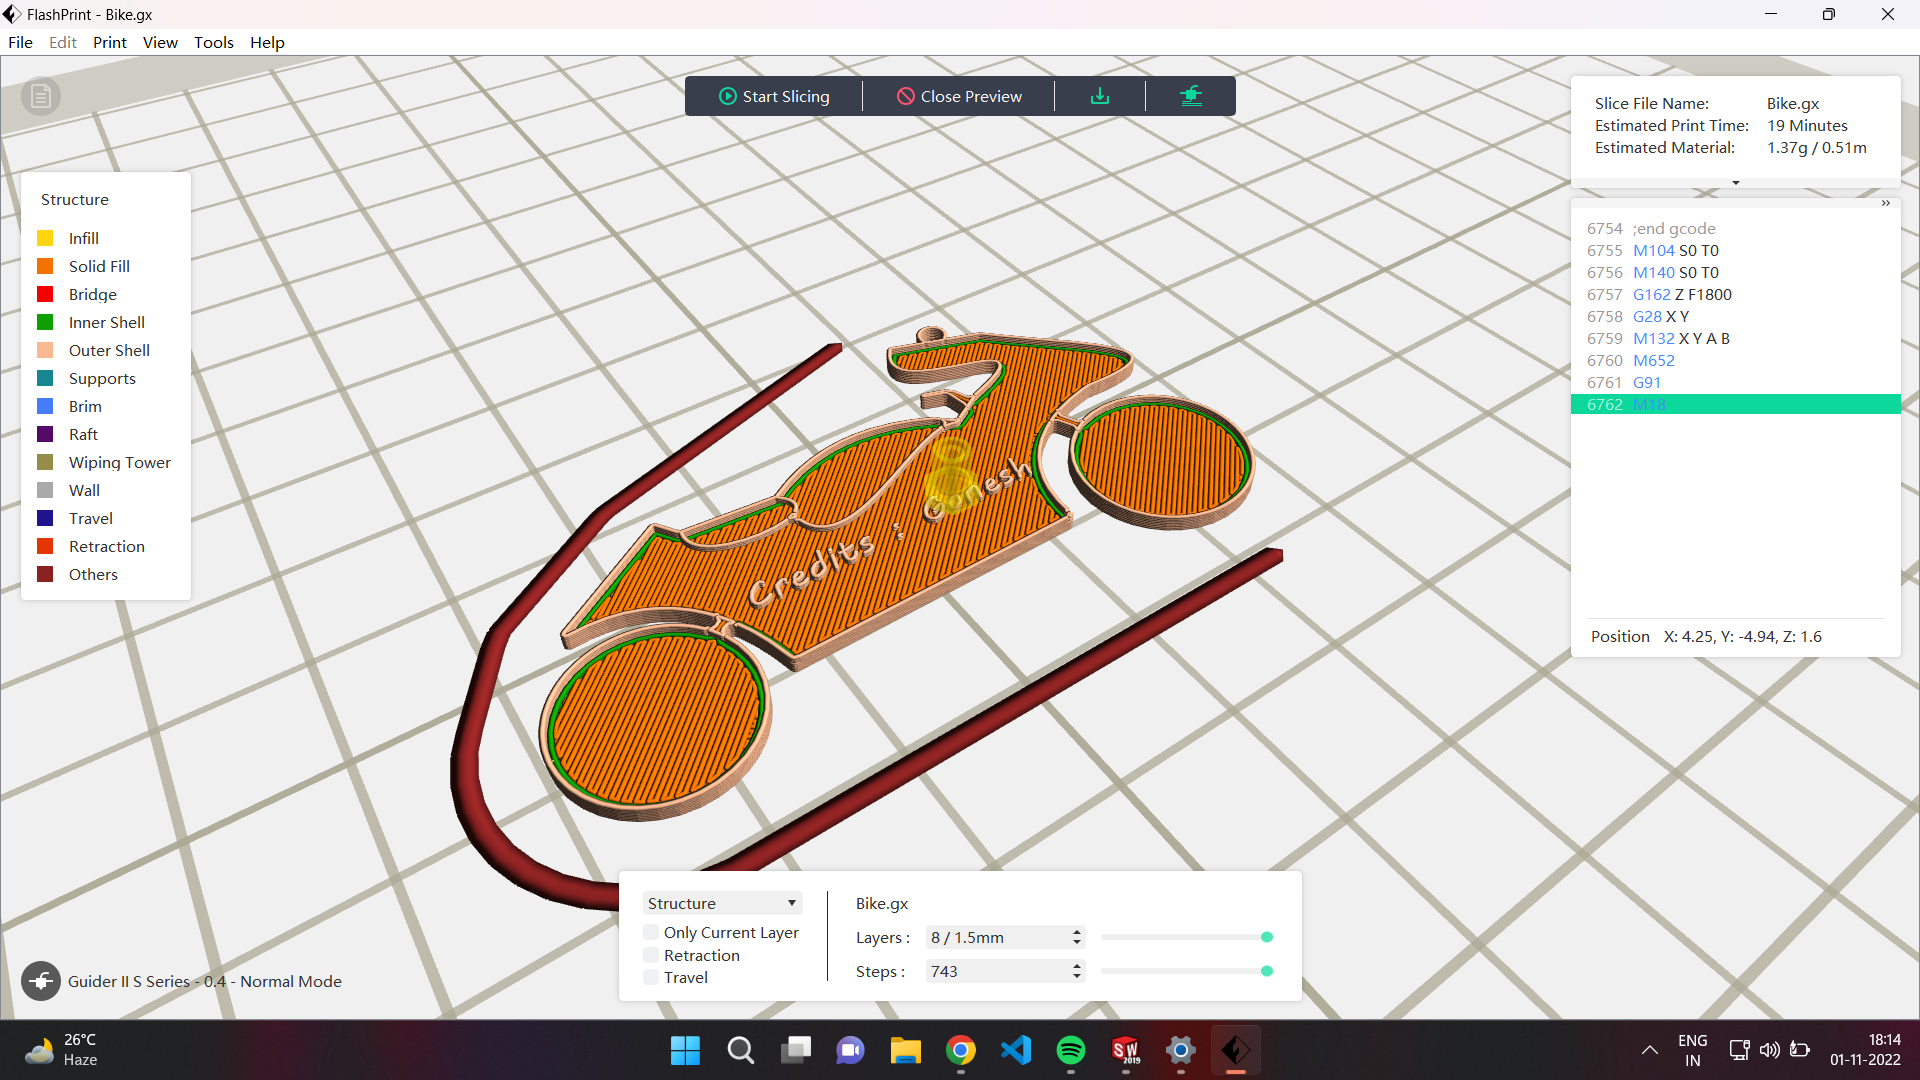 FlashPrint - Bike.gx
File Edit Print View Tools Help
Start Slicing Close Preview
Slice File Name: Bike.gx
Estimated Print Time: 19 Minutes
Estimated Material: 1.37g / 0.51m
Structure
Infill
Solid Fill
Bridge
Inner Shell
Outer Shell
Supports
Brim
Raft
Wiping Tower
Wall
Travel
Retraction
Others
6754 ;end gcode
6755 M104 S0 T0
6756 M140 S0 T0
6757 G162 Z F1800
6758 G28 X Y
6759 M132 X Y A B
6760 M652
6761 G91
6762 M18
Position X: 4.25, Y: -4.94, Z: 1.6
Credits : Gunesh
Structure
Only Current Layer
Retraction
Travel
Bike.gx
Layers : 8 / 1.5mm
Steps : 743
Guider II S Series - 0.4 - Normal Mode
26°C
Haze
SW
2019
ENG
IN
18:14
01-11-2022